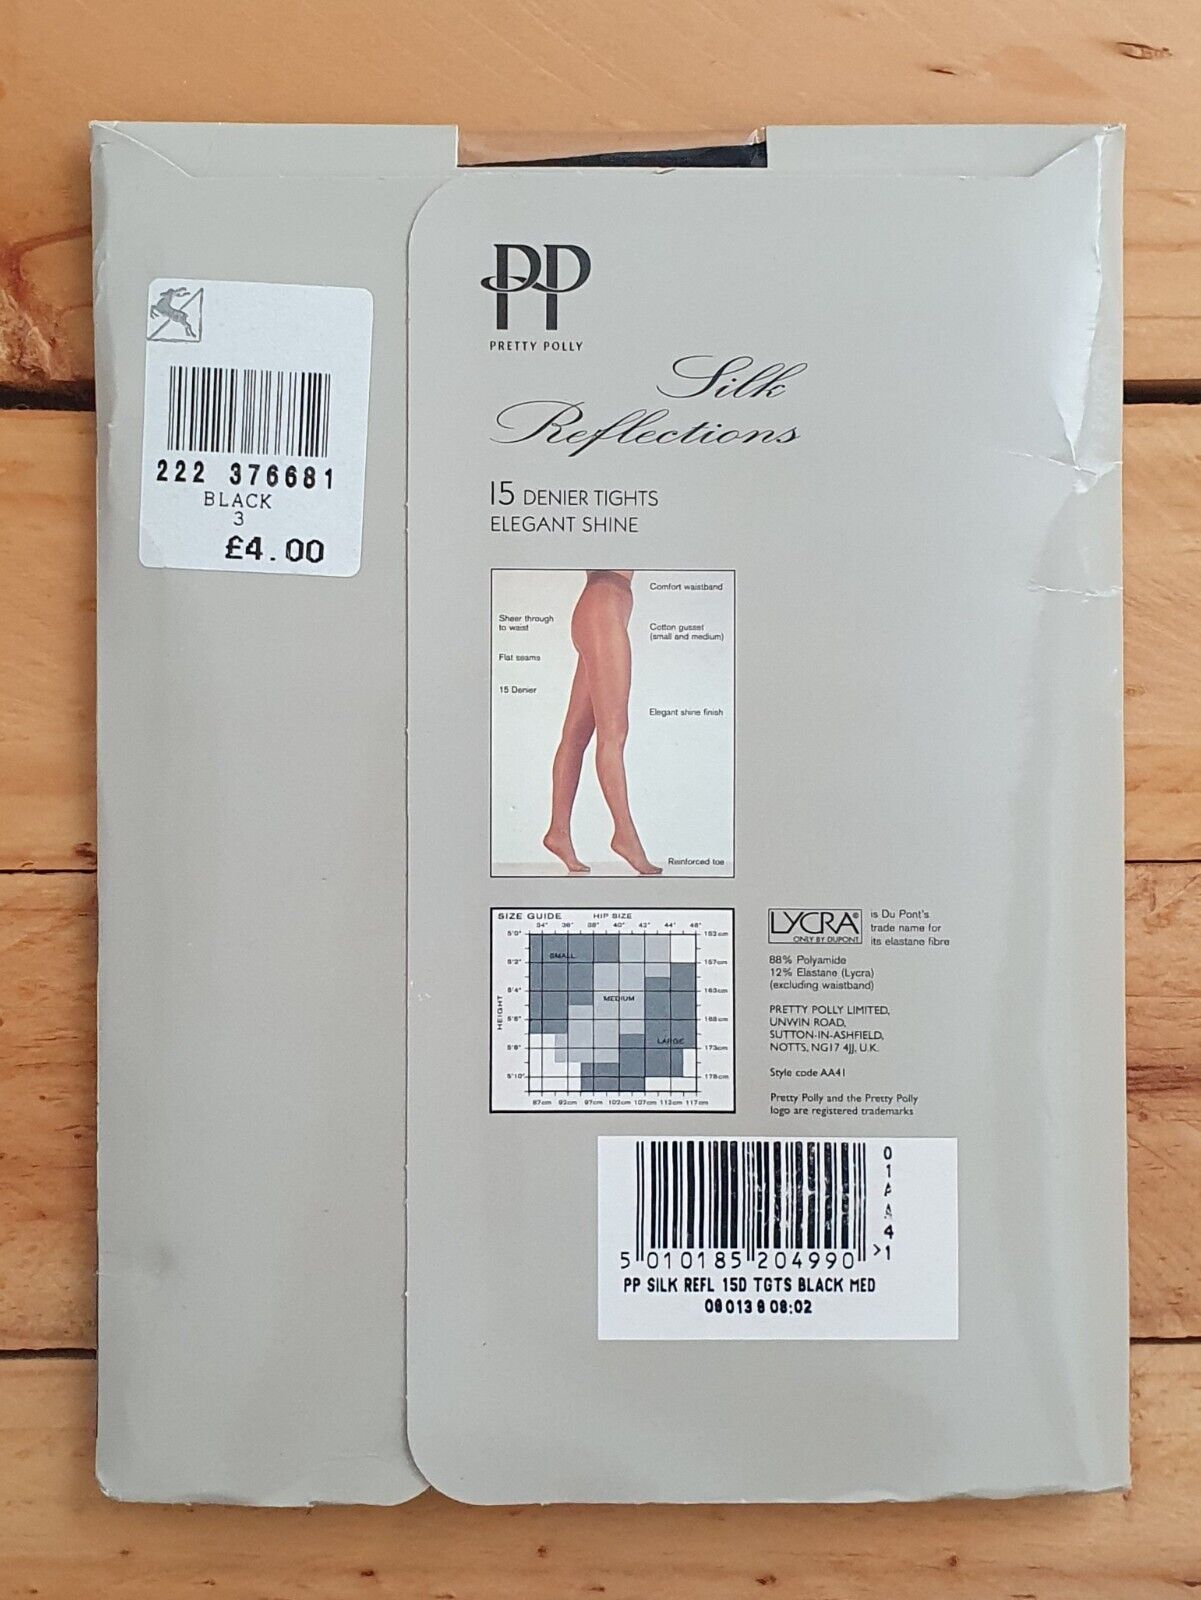 222 376681
BLACK
3
£4.00
PP
PRETTY POLLY
Silk
Reflections
15 DENIER TIGHTS
ELEGANT SHINE
Comfort waistband
Sheer through
to waist
Cotton gusset
(small and medium)
Flat seams
15 Denier
Elegant shine finish
Reinforced toe
SIZE GUIDE HIP SIZE
34" 36" 38" 40" 42" 44" 46"
5'0" 153cm
SMALL
5'2" 157cm
5'4" 163cm
MEDIUM
HEIGHT
5'6" 168cm
LARGE
5'8" 173cm
5'10" 178cm
87cm 92cm 97cm 102cm 107cm 112cm 117cm
LYCRA®
ONLY BY DUPONT
is Du Pont's
trade name for
its elastane fibre
88% Polyamide
12% Elastane (Lycra)
(excluding waistband)
PRETTY POLLY LIMITED,
UNWIN ROAD,
SUTTON-IN-ASHFIELD,
NOTTS, NG17 4JJ, U.K.
Style code AA41
Pretty Polly and the Pretty Polly
logo are registered trademarks
01AA41
5 010185 204990 >
PP SILK REFL 15D TGTS BLACK MED
08:02